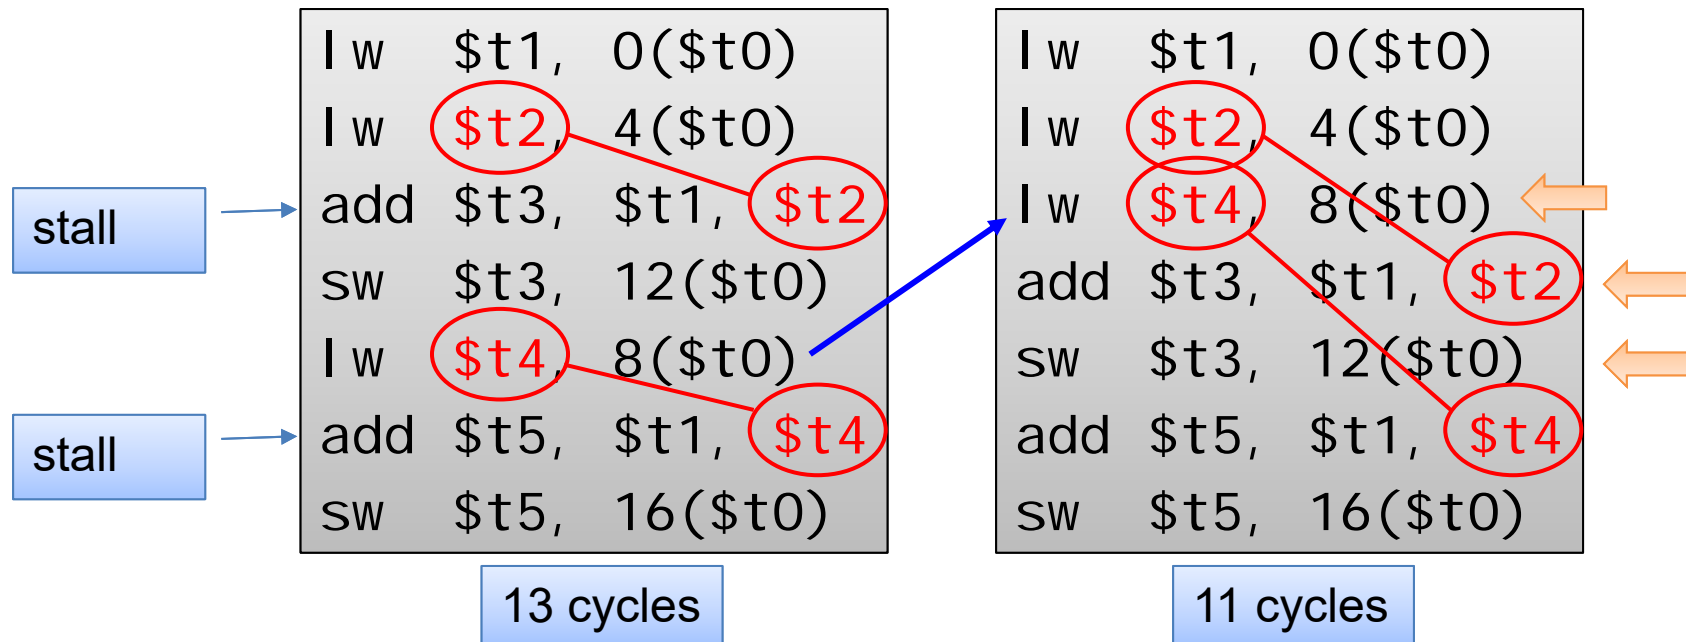 lw $t1, 0($t0)
lw $t2, 4($t0)
stall
add $t3, $t1, $t2
sw $t3, 12($t0)
lw $t4, 8($t0)
stall
add $t5, $t1, $t4
sw $t5, 16($t0)
13 cycles
lw $t1, 0($t0)
lw $t2, 4($t0)
lw $t4, 8($t0)
add $t3, $t1, $t2
sw $t3, 12($t0)
add $t5, $t1, $t4
sw $t5, 16($t0)
11 cycles